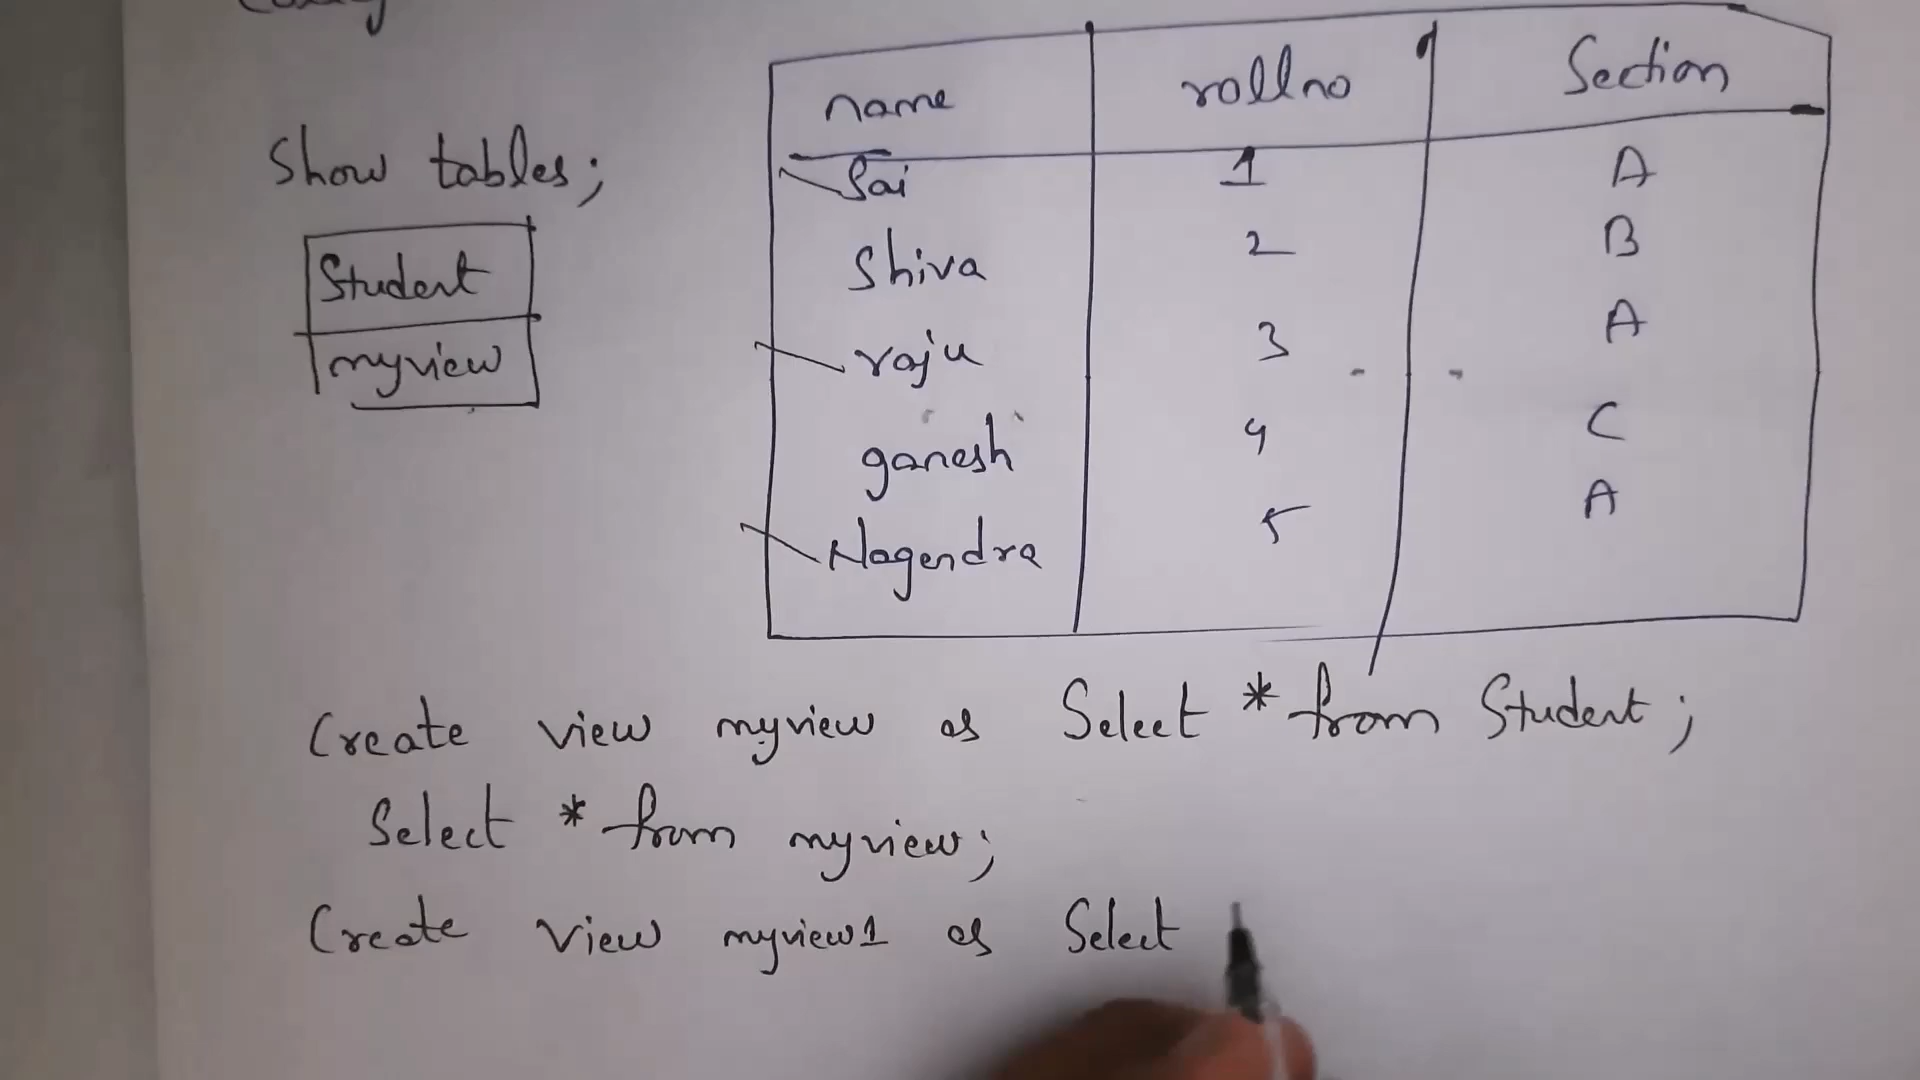 name rollno Section
Show tables;
Sai 1 A
Shiva 2 B
Student
raju 3 A
myview
ganesh 4 C
Nagendra 5 A
Create view myview as Select * from Student;
Select * from myview;
Create view myview1 as Select